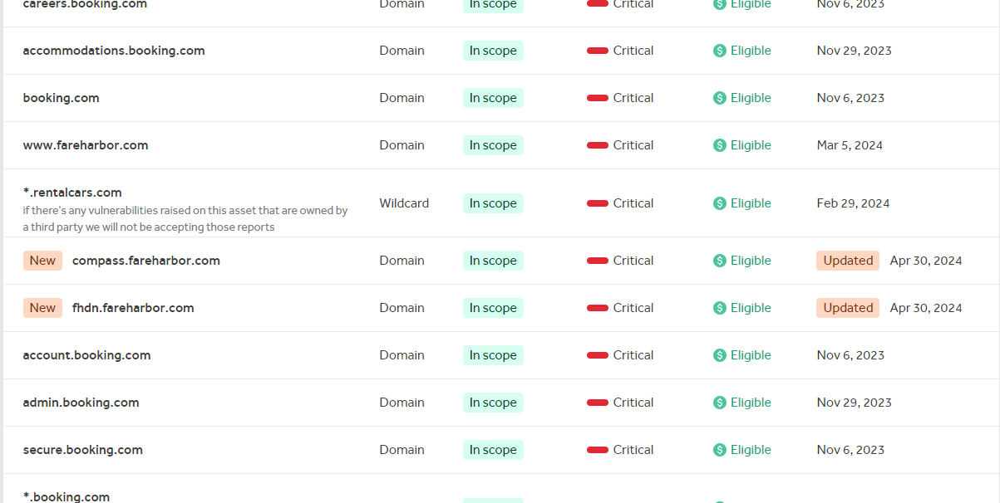 careers.booking.com Domain In scope Critical Eligible Nov 6, 2023
accommodations.booking.com Domain In scope Critical Eligible Nov 29, 2023
booking.com Domain In scope Critical Eligible Nov 6, 2023
www.fareharbor.com Domain In scope Critical Eligible Mar 5, 2024
*.rentalcars.com
if there's any vulnerabilities raised on this asset that are owned by
a third party we will not be accepting those reports
Wildcard In scope Critical Eligible Feb 29, 2024
New compass.fareharbor.com Domain In scope Critical Eligible Updated Apr 30, 2024
New fhdn.fareharbor.com Domain In scope Critical Eligible Updated Apr 30, 2024
account.booking.com Domain In scope Critical Eligible Nov 6, 2023
admin.booking.com Domain In scope Critical Eligible Nov 29, 2023
secure.booking.com Domain In scope Critical Eligible Nov 6, 2023
*.booking.com